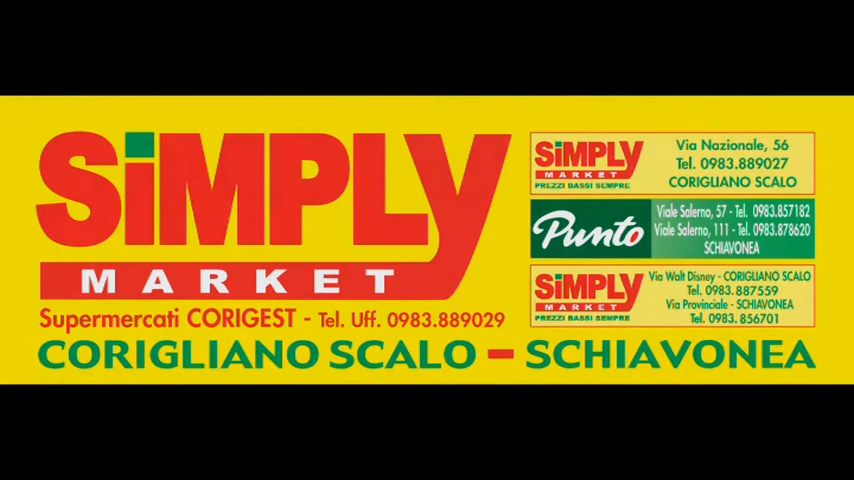 SiMPLY
MARKET
Supermercati CORIGEST - Tel. Uff. 0983.889029
CORIGLIANO SCALO - SCHIAVONEA
SiMPLY
MARKET
PREZZI BASSI SEMPRE
Via Nazionale, 56
Tel. 0983.889027
CORIGLIANO SCALO
Punto
Viale Salerno, 57 - Tel. 0983.857182
Viale Salerno, 111 - Tel. 0983.878620
SCHIAVONEA
SiMPLY
MARKET
PREZZI BASSI SEMPRE
Via Walt Disney - CORIGLIANO SCALO
Tel. 0983.887559
Via Provinciale - SCHIAVONEA
Tel. 0983.856701